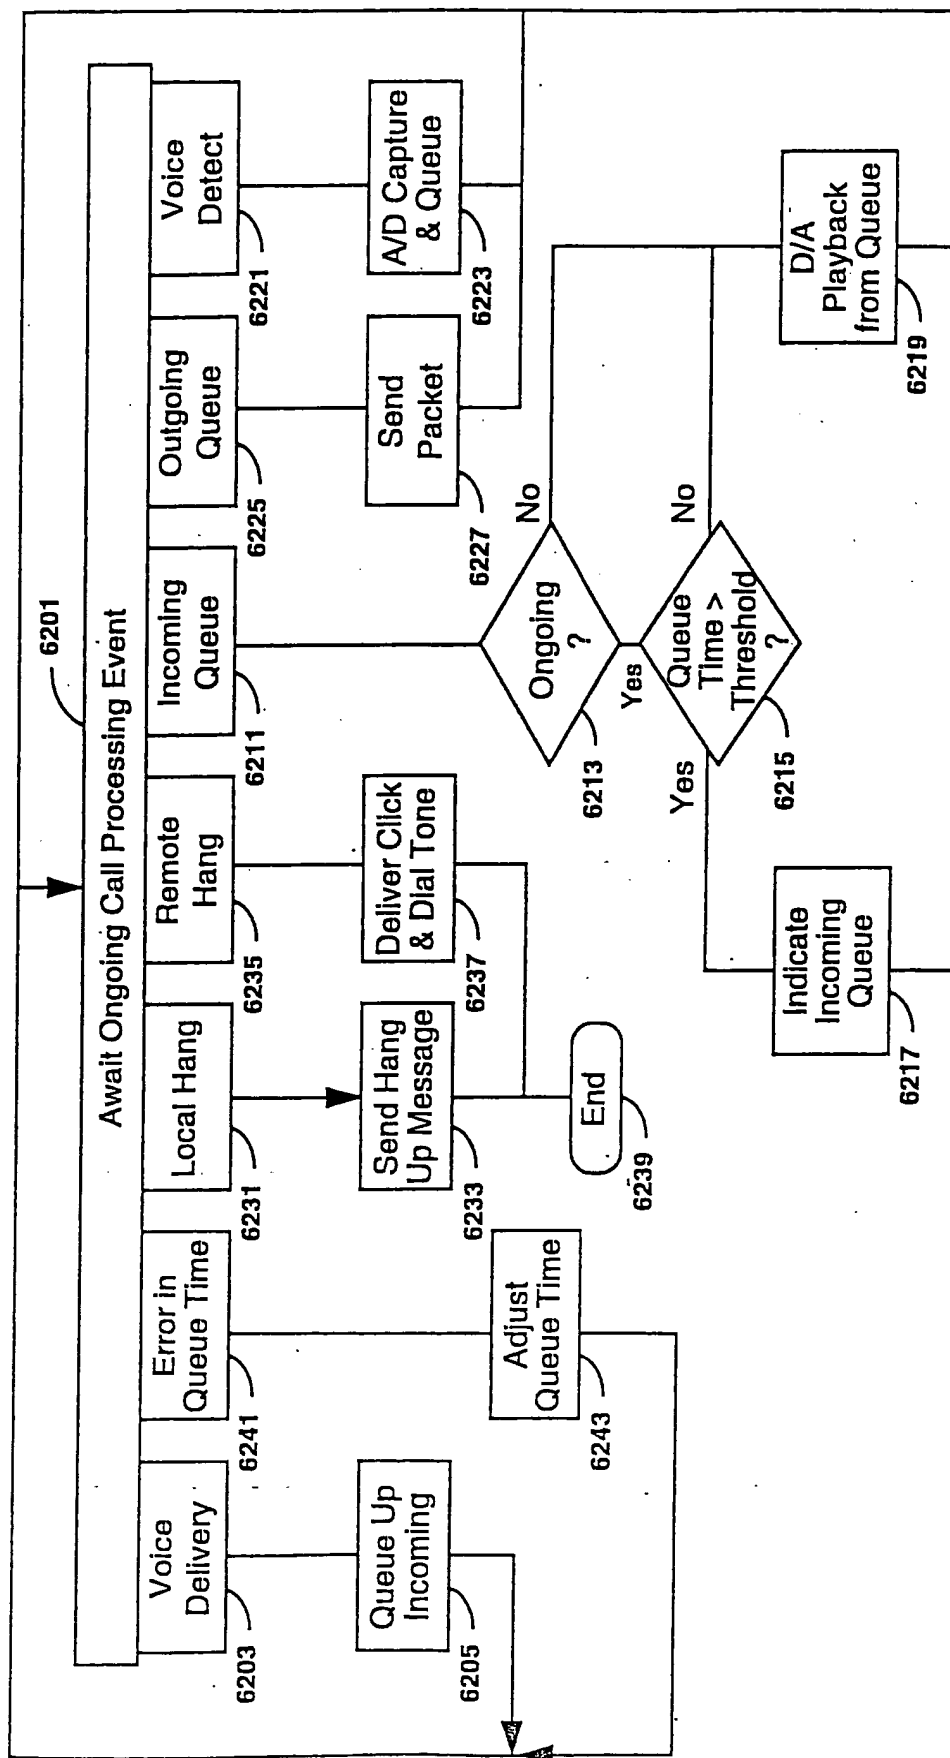 6201
Await Ongoing Call Processing Event
Voice
Delivery
6203
Queue Up
Incoming
6205
Error in
Queue Time
6241
Adjust
Queue Time
6243
Local Hang
6231
Send Hang
Up Message
6233
End
6239
Remote
Hang
6235
Deliver Click
& Dial Tone
6237
Incoming
Queue
6211
Ongoing
?
6213
No
Yes
Queue
Time >
Threshold
?
6215
No
Yes
Indicate
Incoming
Queue
6217
D/A
Playback
from Queue
6219
Outgoing
Queue
6225
Send
Packet
6227
Voice
Detect
6221
A/D Capture
& Queue
6223